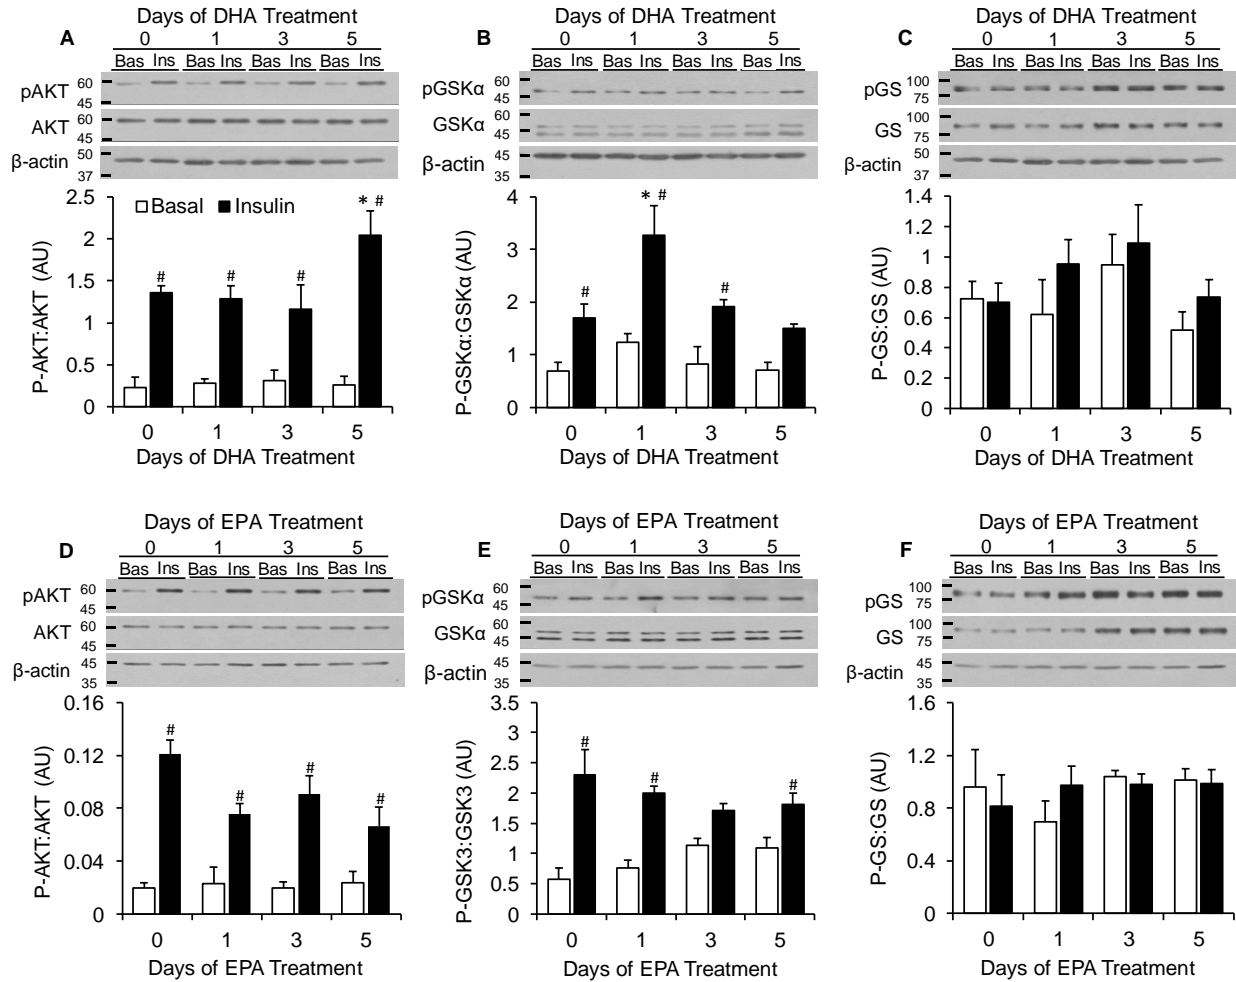 Days of DHA Treatment
A 0 1 3 5
Bas Ins Bas Ins Bas Ins Bas Ins
pAKT 60 45
AKT 60 45
β-actin 50 37
2.5 2 1.5 1 0.5 0
P-AKT:AKT (AU)
Basal Insulin
# # # * #
0 1 3 5
Days of DHA Treatment
Days of DHA Treatment
B 0 1 3 5
Bas Ins Bas Ins Bas Ins Bas Ins
pGSKα 60 45
GSKα 60 45
β-actin 45 35
4 3 2 1 0
P-GSKα:GSKα (AU)
# * # #
0 1 3 5
Days of DHA Treatment
Days of DHA Treatment
C 0 1 3 5
Bas Ins Bas Ins Bas Ins Bas Ins
pGS 100 75
GS 100 75
β-actin 50 37
1.4 1.2 1 0.8 0.6 0.4 0.2 0
P-GS:GS (AU)
0 1 3 5
Days of DHA Treatment
Days of EPA Treatment
D 0 1 3 5
Bas Ins Bas Ins Bas Ins Bas Ins
pAKT 60 45
AKT 60 45
β-actin 45 35
0.16 0.12 0.08 0.04 0
P-AKT:AKT (AU)
# # # #
0 1 3 5
Days of EPA Treatment
Days of EPA Treatment
E 0 1 3 5
Bas Ins Bas Ins Bas Ins Bas Ins
pGSKα 60 45
GSKα 60 45
β-actin 45 35
3.5 3 2.5 2 1.5 1 0.5 0
P-GSK3:GSK3 (AU)
# # #
0 1 3 5
Days of EPA Treatment
Days of EPA Treatment
F 0 1 3 5
Bas Ins Bas Ins Bas Ins Bas Ins
pGS 100 75
GS 100 75
β-actin 45 35
1.6 1.2 0.8 0.4 0
P-GS:GS (AU)
0 1 3 5
Days of EPA Treatment